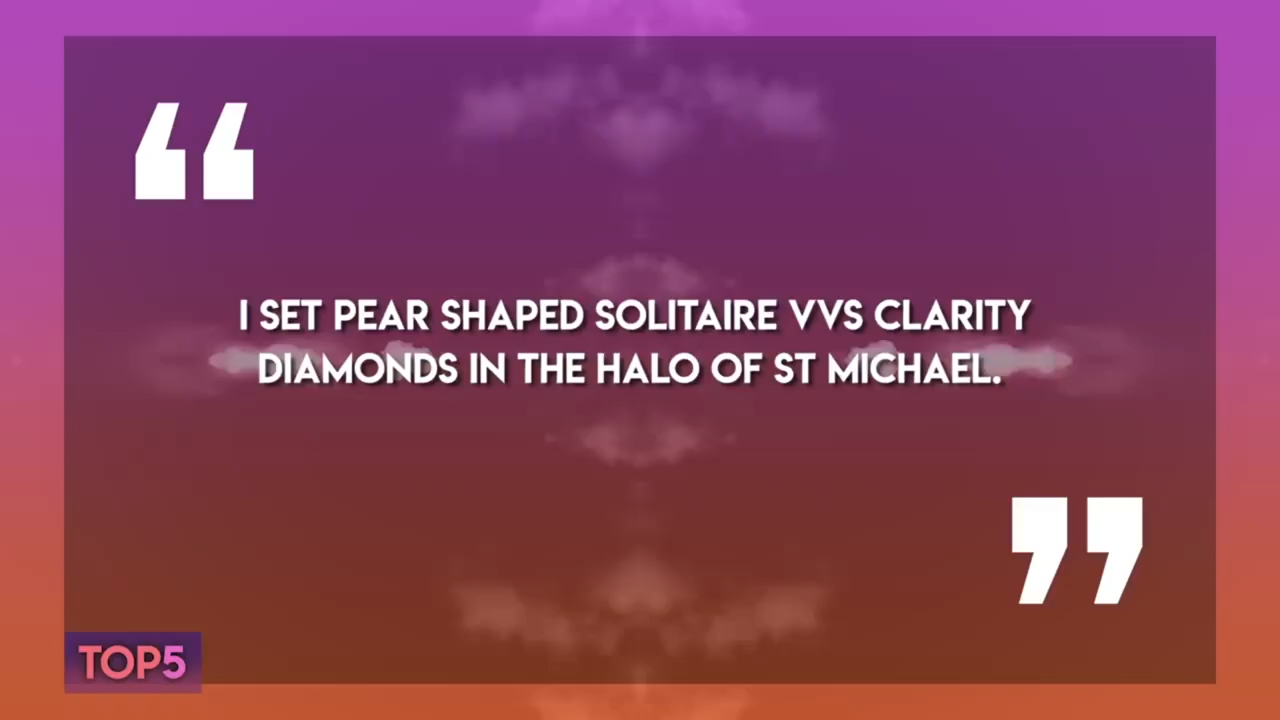 “
I SET PEAR SHAPED SOLITAIRE VVS CLARITY
DIAMONDS IN THE HALO OF ST MICHAEL.
”
TOP5